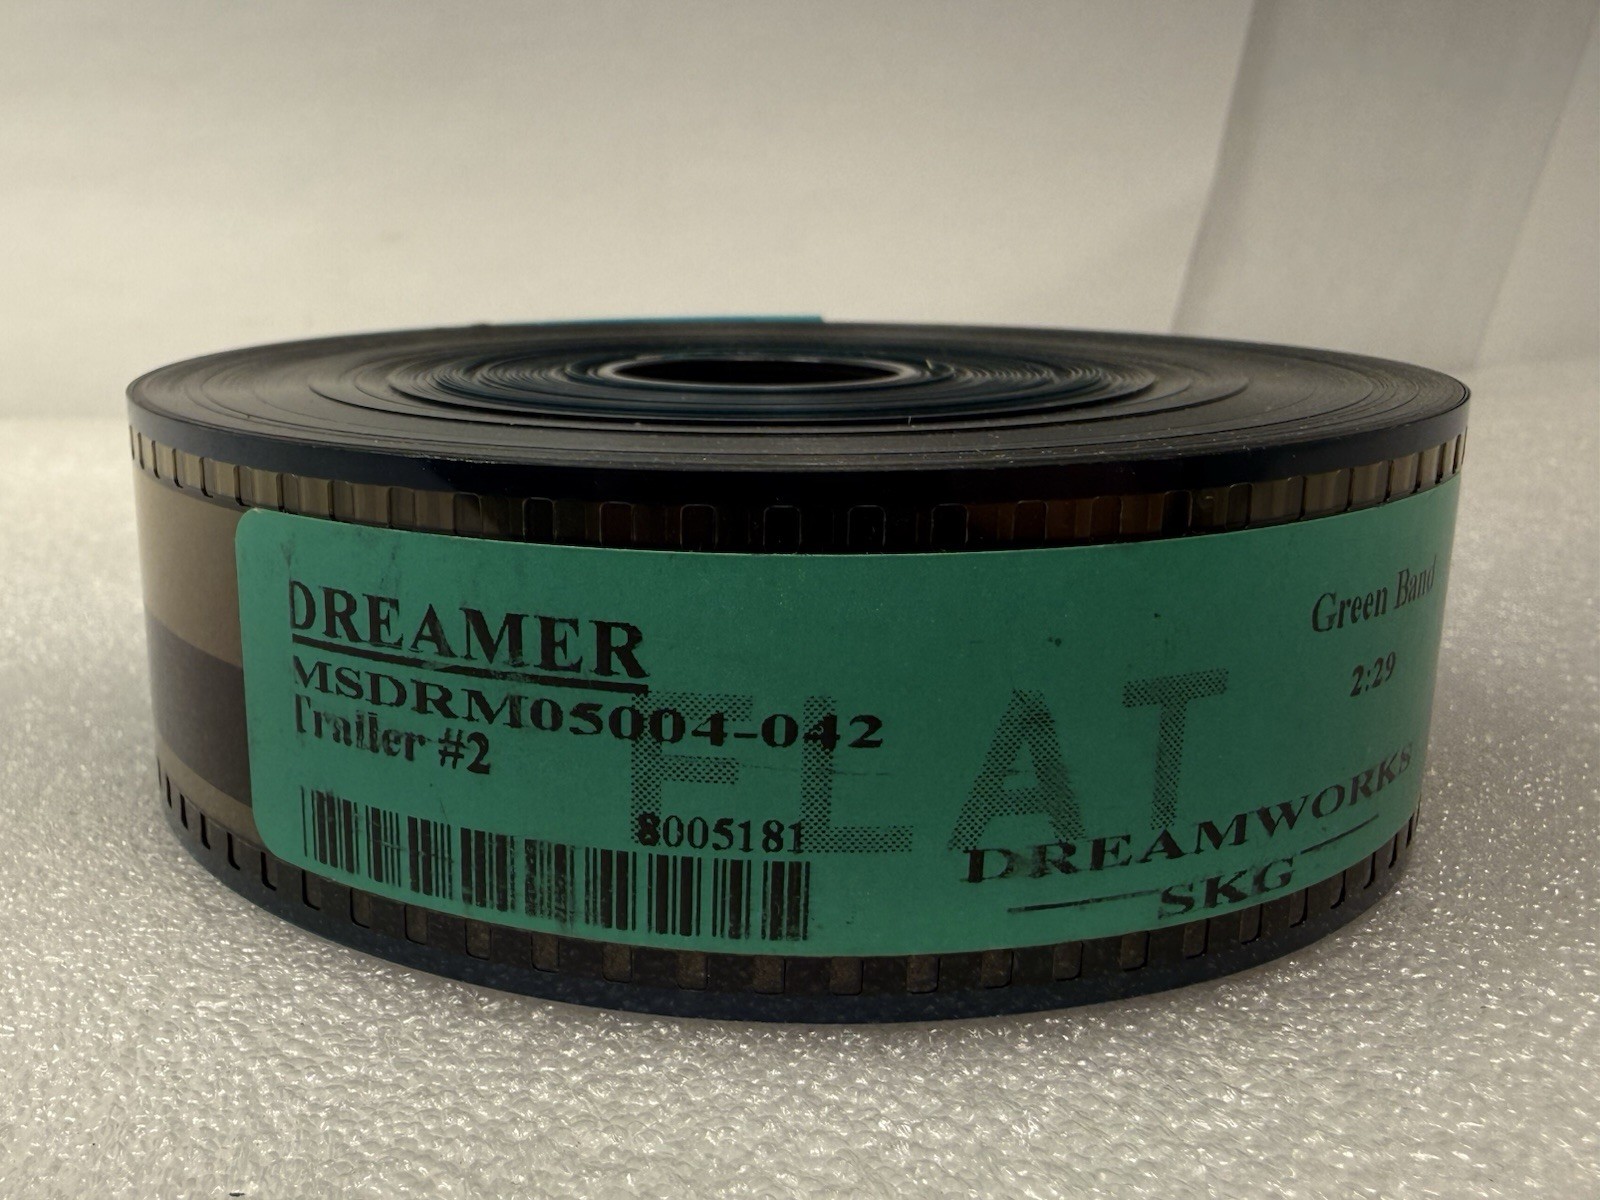 DREAMER
MSDRM05004-042
Trailer #2
8005181
FLAT
Green Band
2:29
DREAMWORKS
SKG